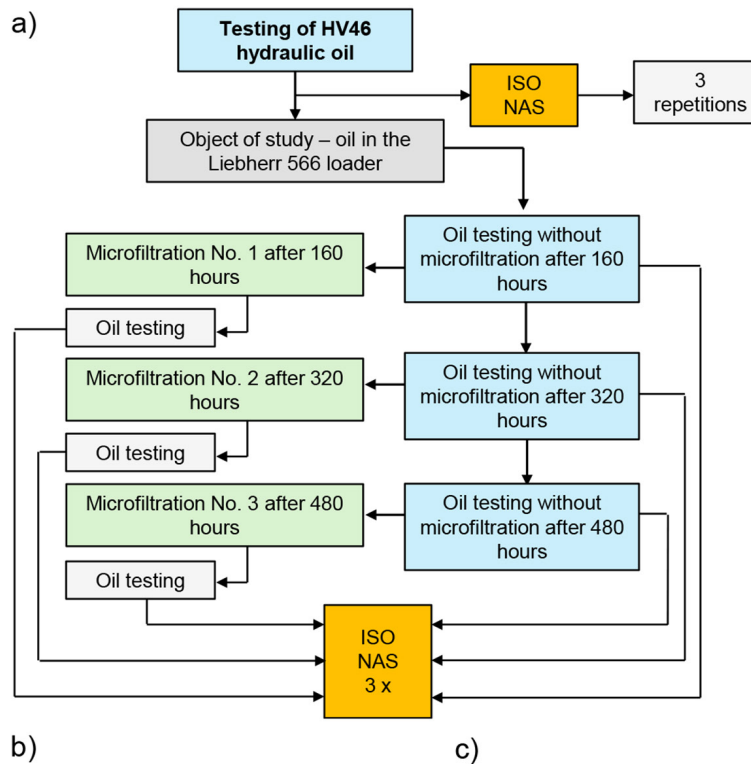 a)
Testing of HV46
hydraulic oil
ISO
NAS
3
repetitions
Object of study – oil in the
Liebherr 566 loader
Microfiltration No. 1 after 160
hours
Oil testing without
microfiltration after 160
hours
Oil testing
Microfiltration No. 2 after 320
hours
Oil testing without
microfiltration after 320
hours
Oil testing
Microfiltration No. 3 after 480
hours
Oil testing without
microfiltration after 480
hours
Oil testing
ISO
NAS
3 x
b)
c)